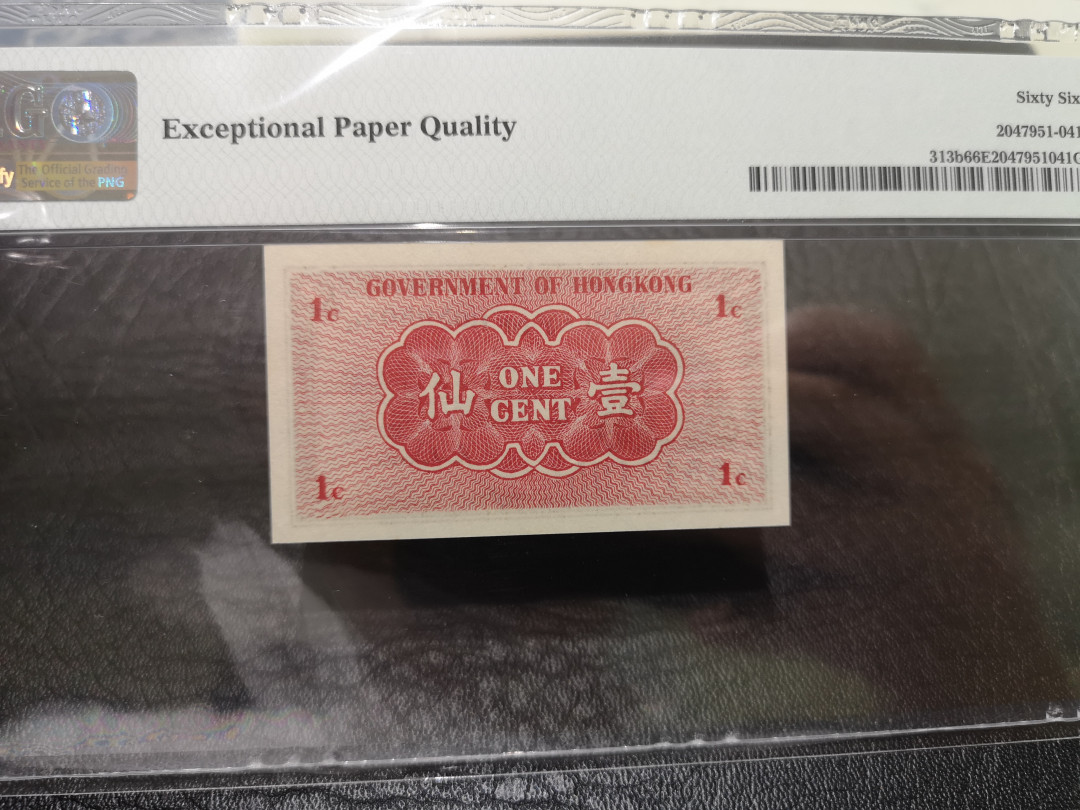 Exceptional Paper Quality
Sixty Six
2047951-041
313b66E2047951041G
The Official Grading
Service of the PNG
fy
GOVERNMENT OF HONGKONG
1c
1c
仙 ONE CENT 壹
1c
1c